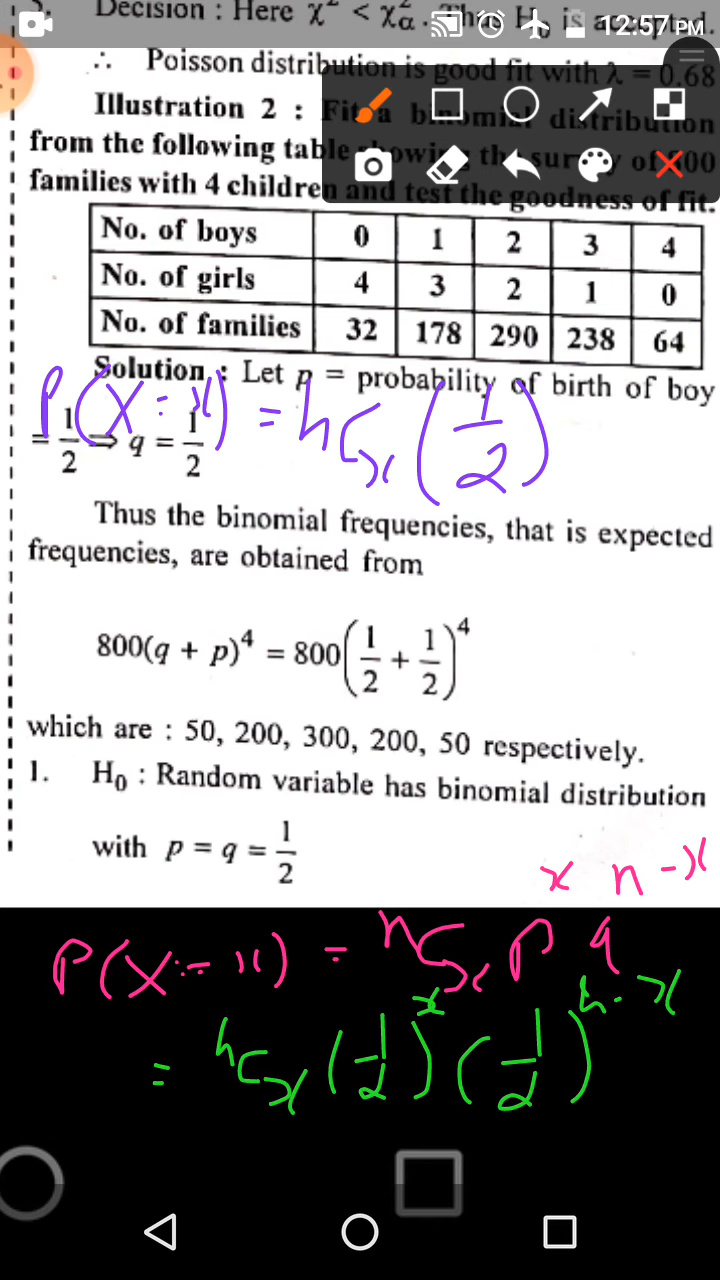 Decision : Here χ² < χ²α. Thus H is accepted.
12:57 PM
∴ Poisson distribution is good fit with λ = 0.68
Illustration 2 : Fit a binomial distribution
from the following table showing the survey of 800
families with 4 children and test the goodness of fit.
No. of boys 0 1 2 3 4
No. of girls 4 3 2 1 0
No. of families 32 178 290 238 64
Solution : Let p = probability of birth of boy
P(X=x) = nCx (1/2)
= 1/2 ⇒ q = 1/2
Thus the binomial frequencies, that is expected
frequencies, are obtained from
800(q + p)⁴ = 800(1/2 + 1/2)⁴
which are : 50, 200, 300, 200, 50 respectively.
1. H₀ : Random variable has binomial distribution
with p = q = 1/2
P(X=x) = nCx p^x q^(n-x)
= nCx (1/2)^x (1/2)^(n-x)